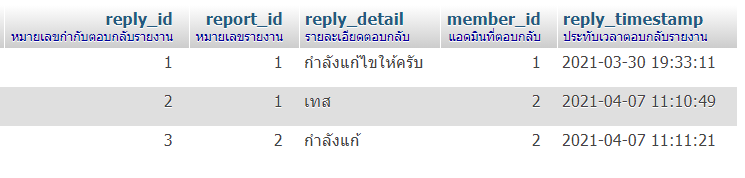 reply_id report_id reply_detail member_id reply_timestamp
หมายเลขกำกับตอบกลับรายงาน หมายเลขรายงาน รายละเอียดตอบกลับ แอดมินที่ตอบกลับ ประทับเวลาตอบกลับรายงาน
1 1 กำลังแก้ไขให้ครับ 1 2021-03-30 19:33:11
2 1 เทส 2 2021-04-07 11:10:49
3 2 กำลังแก้ 2 2021-04-07 11:11:21